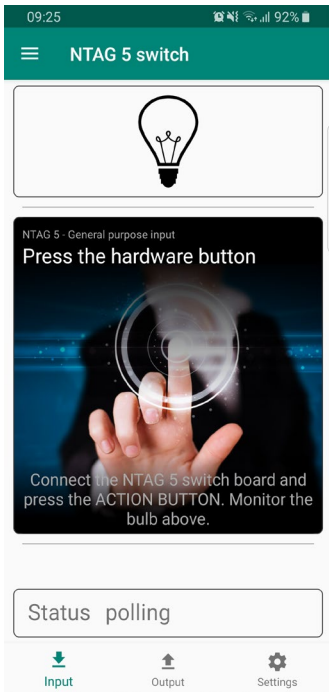 09:25 92%
NTAG 5 switch
NTAG 5 - General purpose input
Press the hardware button
Connect the NTAG 5 switch board and
press the ACTION BUTTON. Monitor the
bulb above.
Status polling
Input Output Settings